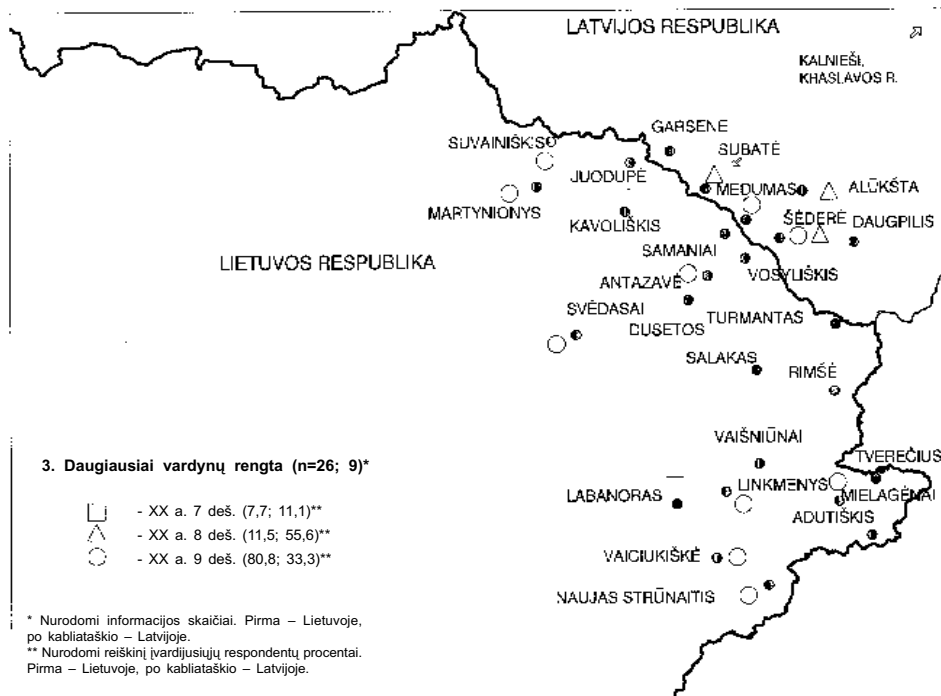 LATVIJOS RESPUBLIKA
KALNIEŠI,
KHASLAVOS R.
GARSENE
SUBATĖ
SUVAINIŠKIS
JUODUPĖ
MEDUMAS
ALŪKŠTA
MARTYNIONYS
KAVOLIŠKIS
ŠĖDERĖ
DAUGPILIS
SAMANIAI
LIETUVOS RESPUBLIKA
ANTAZAVĖ
VOSYLIŠKIS
SVĖDASAI
DUSETOS
TURMANTAS
SALAKAS
RIMŠĖ
VAIŠNIŪNAI
3. Daugiausiai vardynų rengta (n=26; 9)*
TVEREČIUS
LINKMENYS
LABANORAS
MIELAGĖNAI
- XX a. 7 deš. (7,7; 11,1)**
ADUTIŠKIS
- XX a. 8 deš. (11,5; 55,6)**
- XX a. 9 deš. (80,8; 33,3)**
VAICIUKIŠKĖ
NAUJAS STRŪNAITIS
* Nurodomi informacijos skaičiai. Pirma – Lietuvoje,
po kabliataškio – Latvijoje.
** Nurodomi reiškinį įvardijusiųjų respondentų procentai.
Pirma – Lietuvoje, po kabliataškio – Latvijoje.